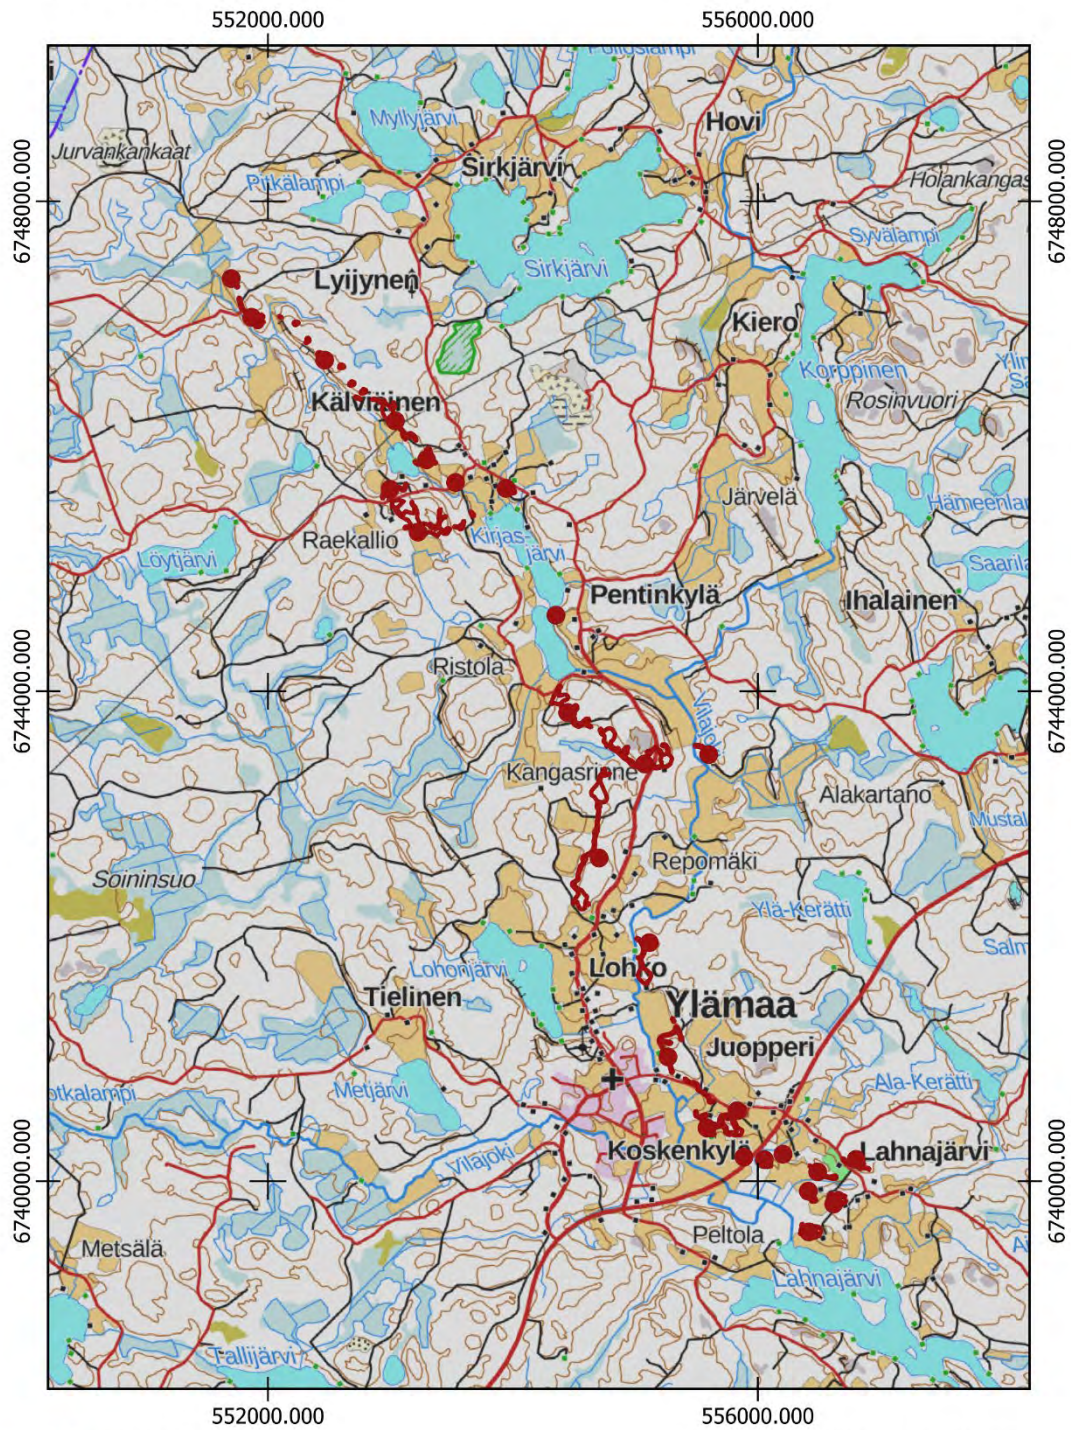 552000.000 556000.000
Myllyjärvi
Hovi
Jurvankankaat
Sirkjärvi
Pitkälampi
Holankangas
6748000.000 6748000.000
Syvälampi
Sirkjärvi
Lyijynen
Kiero
Korppinen
Rosinvuori
Kälviäinen
Järvelä
Hämeenlam
Raekallio
Kirjas-
järvi
Löytjärvi
Saarila
Pentinkylä
Ihalainen
Ristola
6744000.000 6744000.000
Vilajo
Kangasrinne
Alakartano
Mustal
Repomäki
Soininsuo
Ylä-Kerätti
Salm
Lohko
Lohonjärvi
Tielinen
Ylämaa
Juopperi
Ala-Kerätti
otkalampi
Metjärvi
Koskenkylä
Lahnajärvi
Vilajoki
6740000.000 6740000.000
Peltola
Metsälä
Lahnajärvi
Tallijärvi
552000.000 556000.000